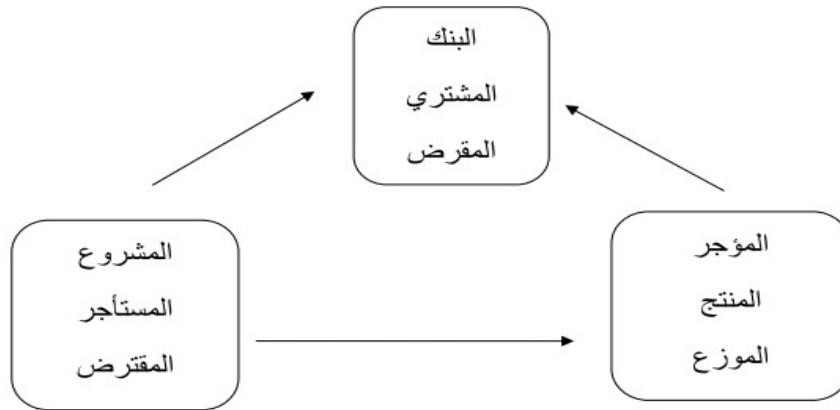 البنك
المشتري
المقرض
المؤجر
المنتج
الموزع
المشروع
المستأجر
المقترض